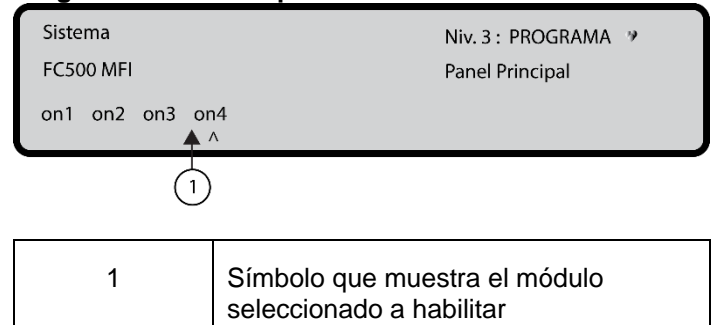 Sistema
Niv. 3 : PROGRAMA
FC500 MFI
Panel Principal
on1 on2 on3 on4
^
1
1
Símbolo que muestra el módulo
seleccionado a habilitar